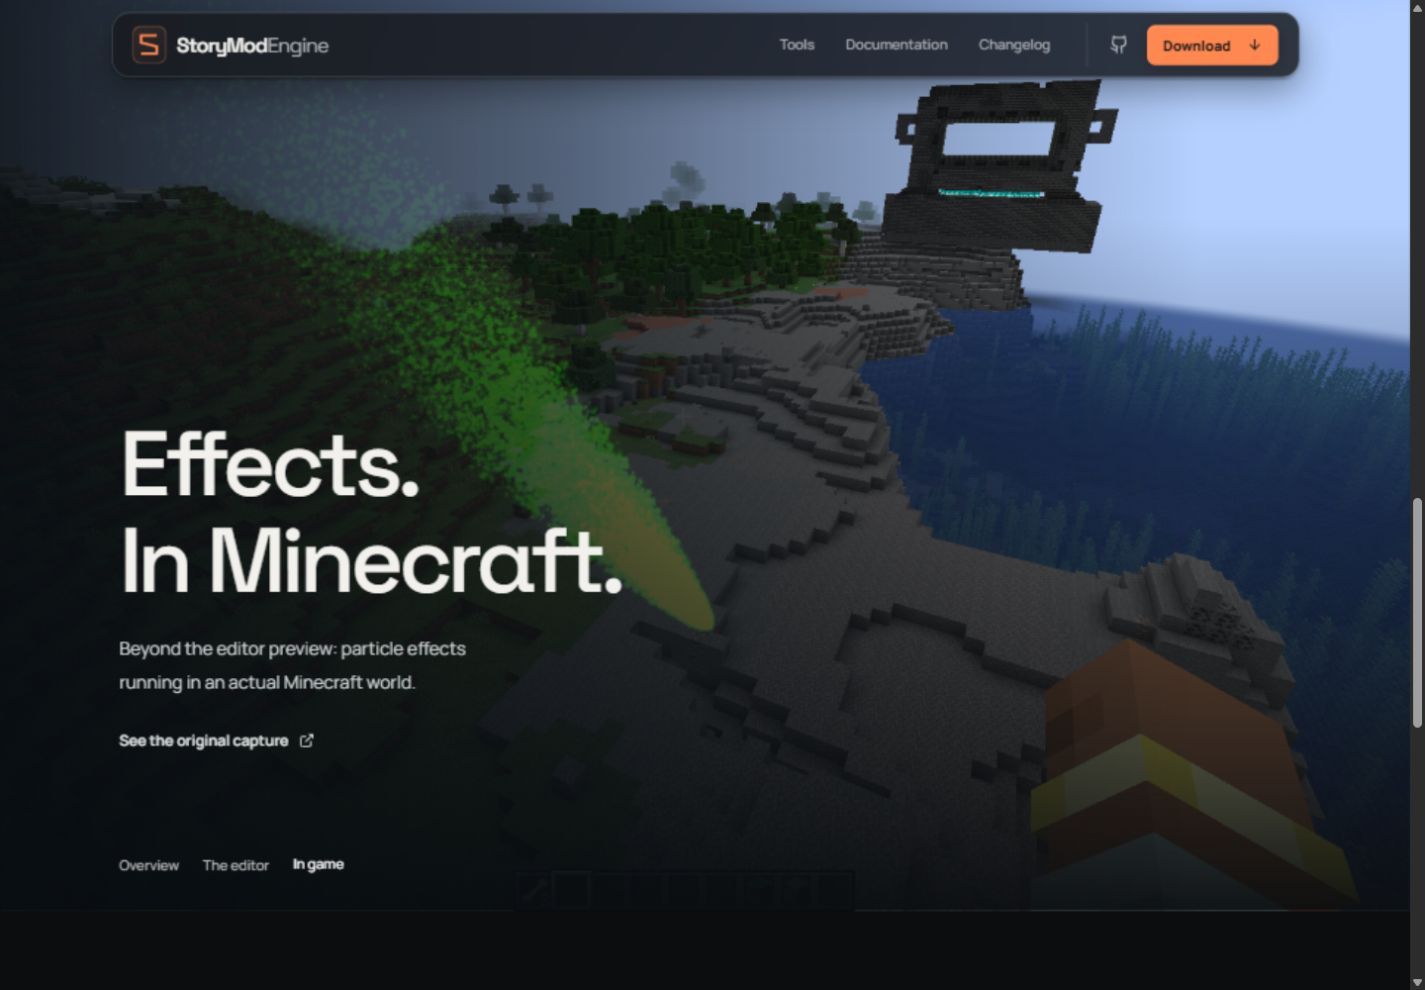 StoryModEngine
Tools
Documentation
Changelog
Download
Effects.
In Minecraft.
Beyond the editor preview: particle effects
running in an actual Minecraft world.
See the original capture
Overview
The editor
In game